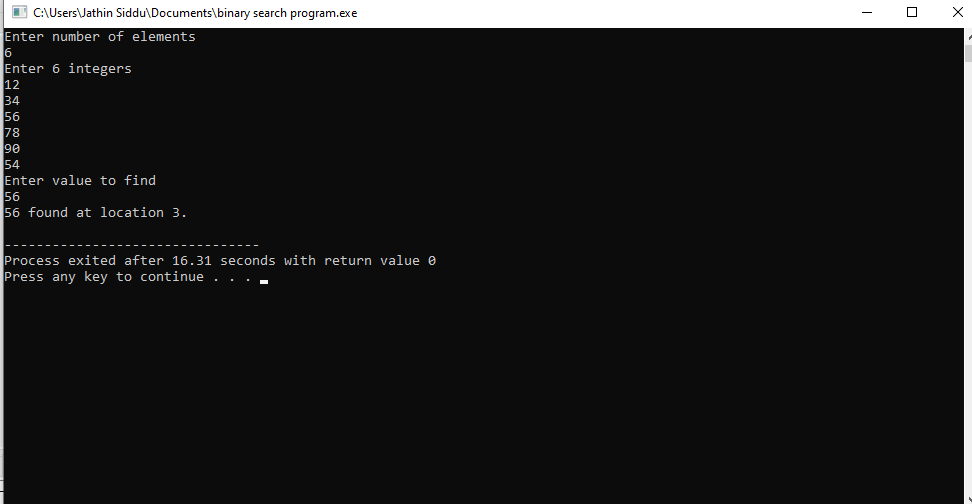 C:\Users\Jathin Siddu\Documents\binary search program.exe
Enter number of elements
6
Enter 6 integers
12
34
56
78
90
54
Enter value to find
56
56 found at location 3.
--------------------------------
Process exited after 16.31 seconds with return value 0
Press any key to continue . . .